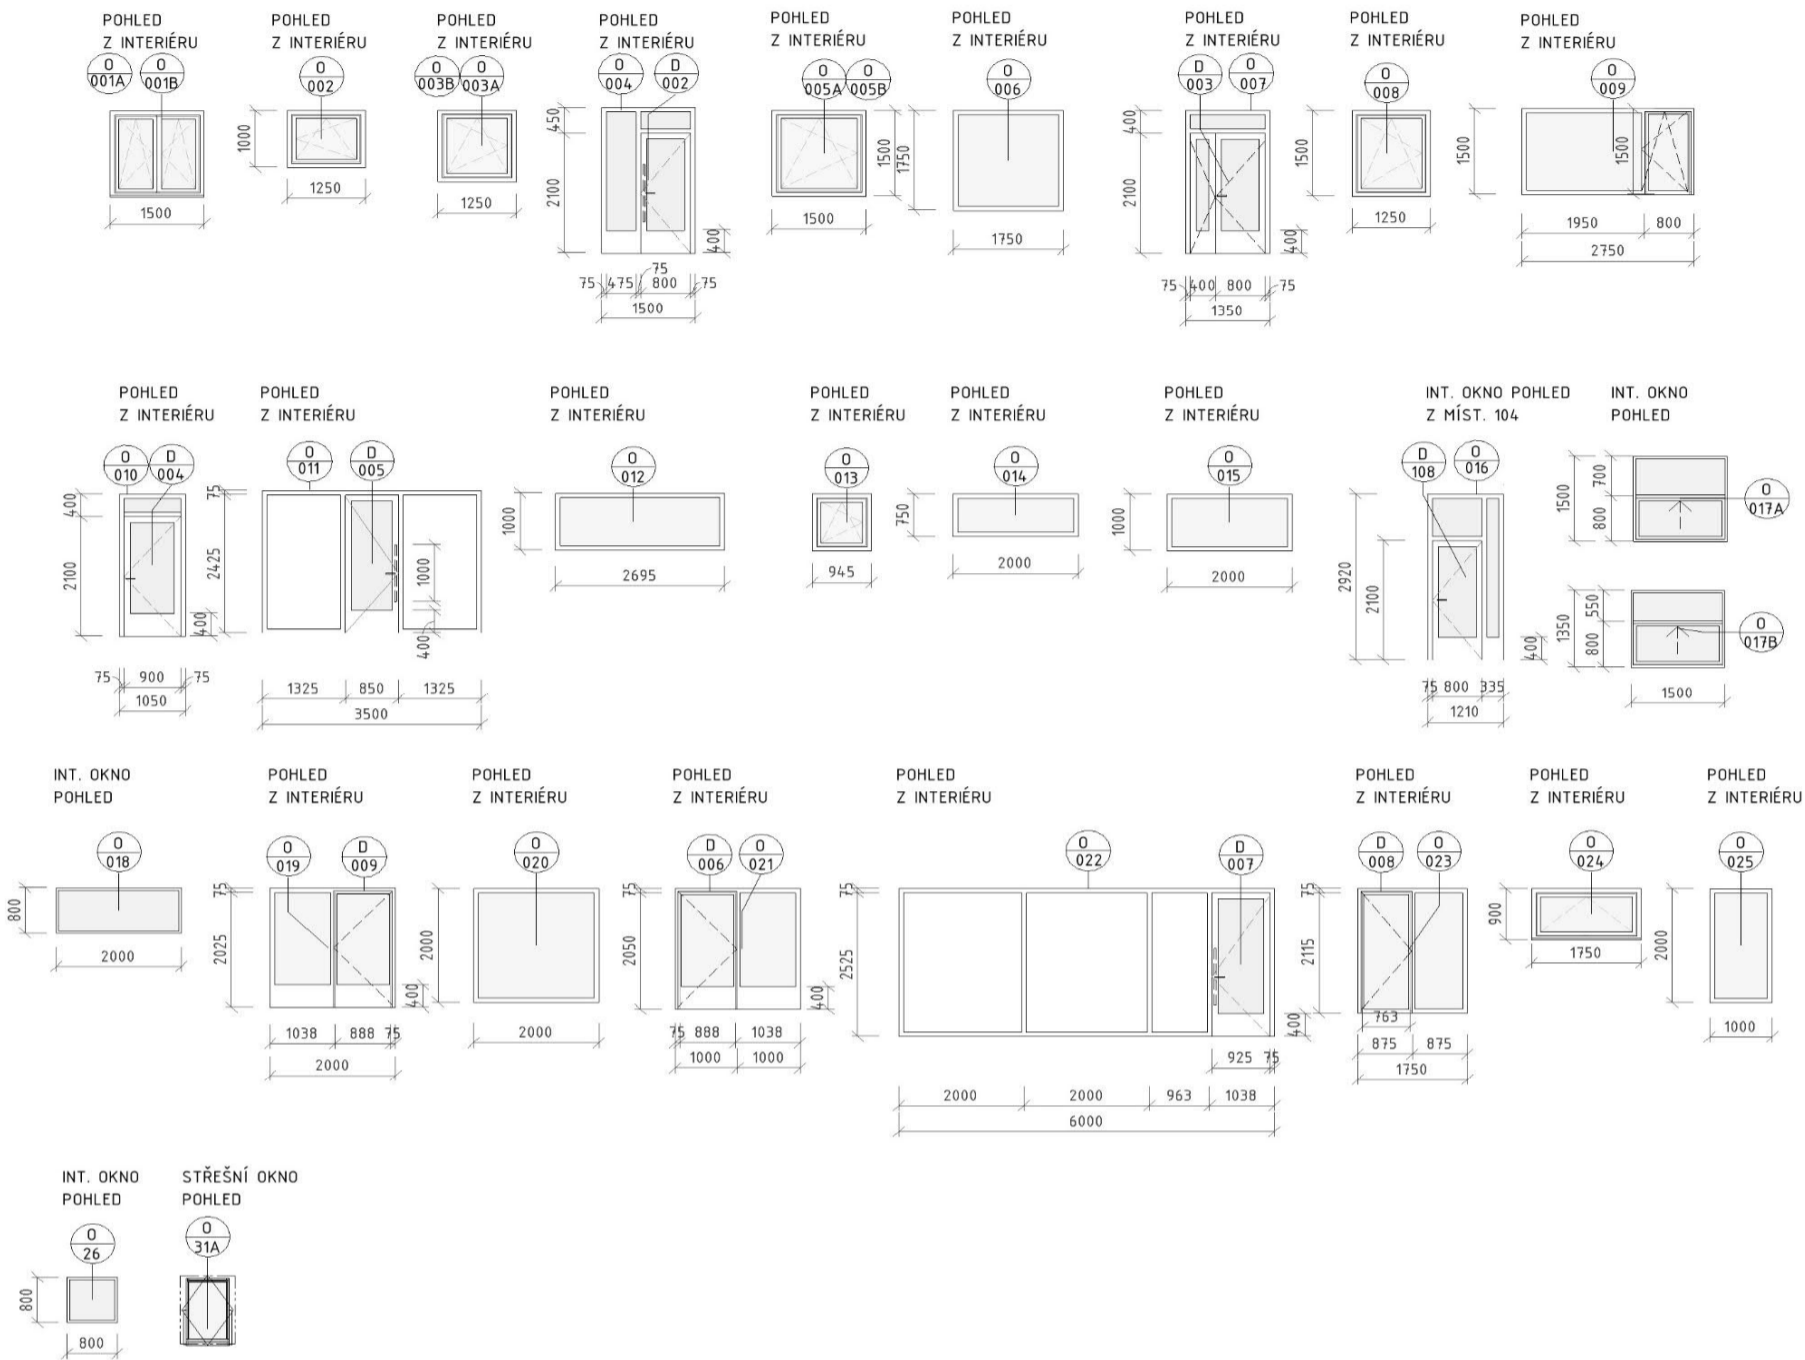 POHLED
Z INTERIÉRU
O
001A
O
001B
1500
POHLED
Z INTERIÉRU
O
002
1000
1250
POHLED
Z INTERIÉRU
O
003B
O
003A
1250
POHLED
Z INTERIÉRU
O
004
D
002
450
2100
400
75
75 475 800 75
1500
POHLED
Z INTERIÉRU
O
005A
O
005B
1500
1500
POHLED
Z INTERIÉRU
O
006
1750
1750
POHLED
Z INTERIÉRU
D
003
O
007
400
2100
400
75 400 800 75
1350
POHLED
Z INTERIÉRU
O
008
1500
1250
POHLED
Z INTERIÉRU
O
009
1500
1500
1950 800
2750
POHLED
Z INTERIÉRU
O
010
D
004
400
2100
400
75 900 75
1050
POHLED
Z INTERIÉRU
O
011
D
005
75
2425
1000
400
1325 850 1325
3500
POHLED
Z INTERIÉRU
O
012
1000
2695
POHLED
Z INTERIÉRU
O
013
945
POHLED
Z INTERIÉRU
O
014
750
2000
POHLED
Z INTERIÉRU
O
015
1000
2000
INT. OKNO POHLED
Z MÍST. 104
D
108
O
016
2920
2100
400
75 800 335
1210
INT. OKNO
POHLED
700
1500
800
O
017A
550
1350
800
O
017B
1500
INT. OKNO
POHLED
O
018
800
2000
POHLED
Z INTERIÉRU
O
019
D
009
75
2025
400
1038 888 75
2000
POHLED
Z INTERIÉRU
O
020
2000
2000
POHLED
Z INTERIÉRU
D
006
O
021
75
2050
400
75 888 1038
1000 1000
POHLED
Z INTERIÉRU
O
022
D
007
75
2525
400
925 75
2000 2000 963 1038
6000
POHLED
Z INTERIÉRU
D
008
O
023
75
2115
763
875 875
1750
POHLED
Z INTERIÉRU
O
024
900
1750
POHLED
Z INTERIÉRU
O
025
2000
1000
INT. OKNO
POHLED
O
26
800
800
STŘEŠNÍ OKNO
POHLED
O
31A